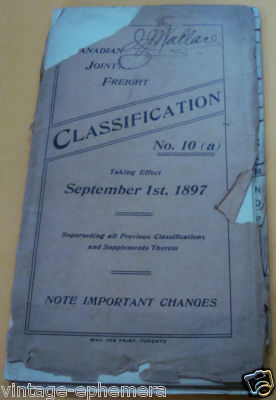 J. J. Wallace
ANADIAN
JOINT
FREIGHT
CLASSIFICATION
No. 10 (a)
Taking Effect
September 1st, 1897
Superseding all Previous Classifications
and Supplements Thereto
NOTE IMPORTANT CHANGES
MAIL JOB PRINT, TORONTO
vintage-ephemera